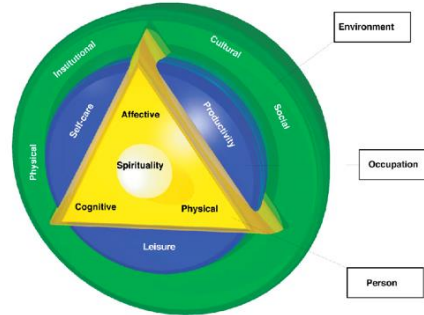 Environment
Cultural
Institutional
Social
Physical
Self-care
Productivity
Affective
Spirituality
Occupation
Cognitive
Physical
Leisure
Person